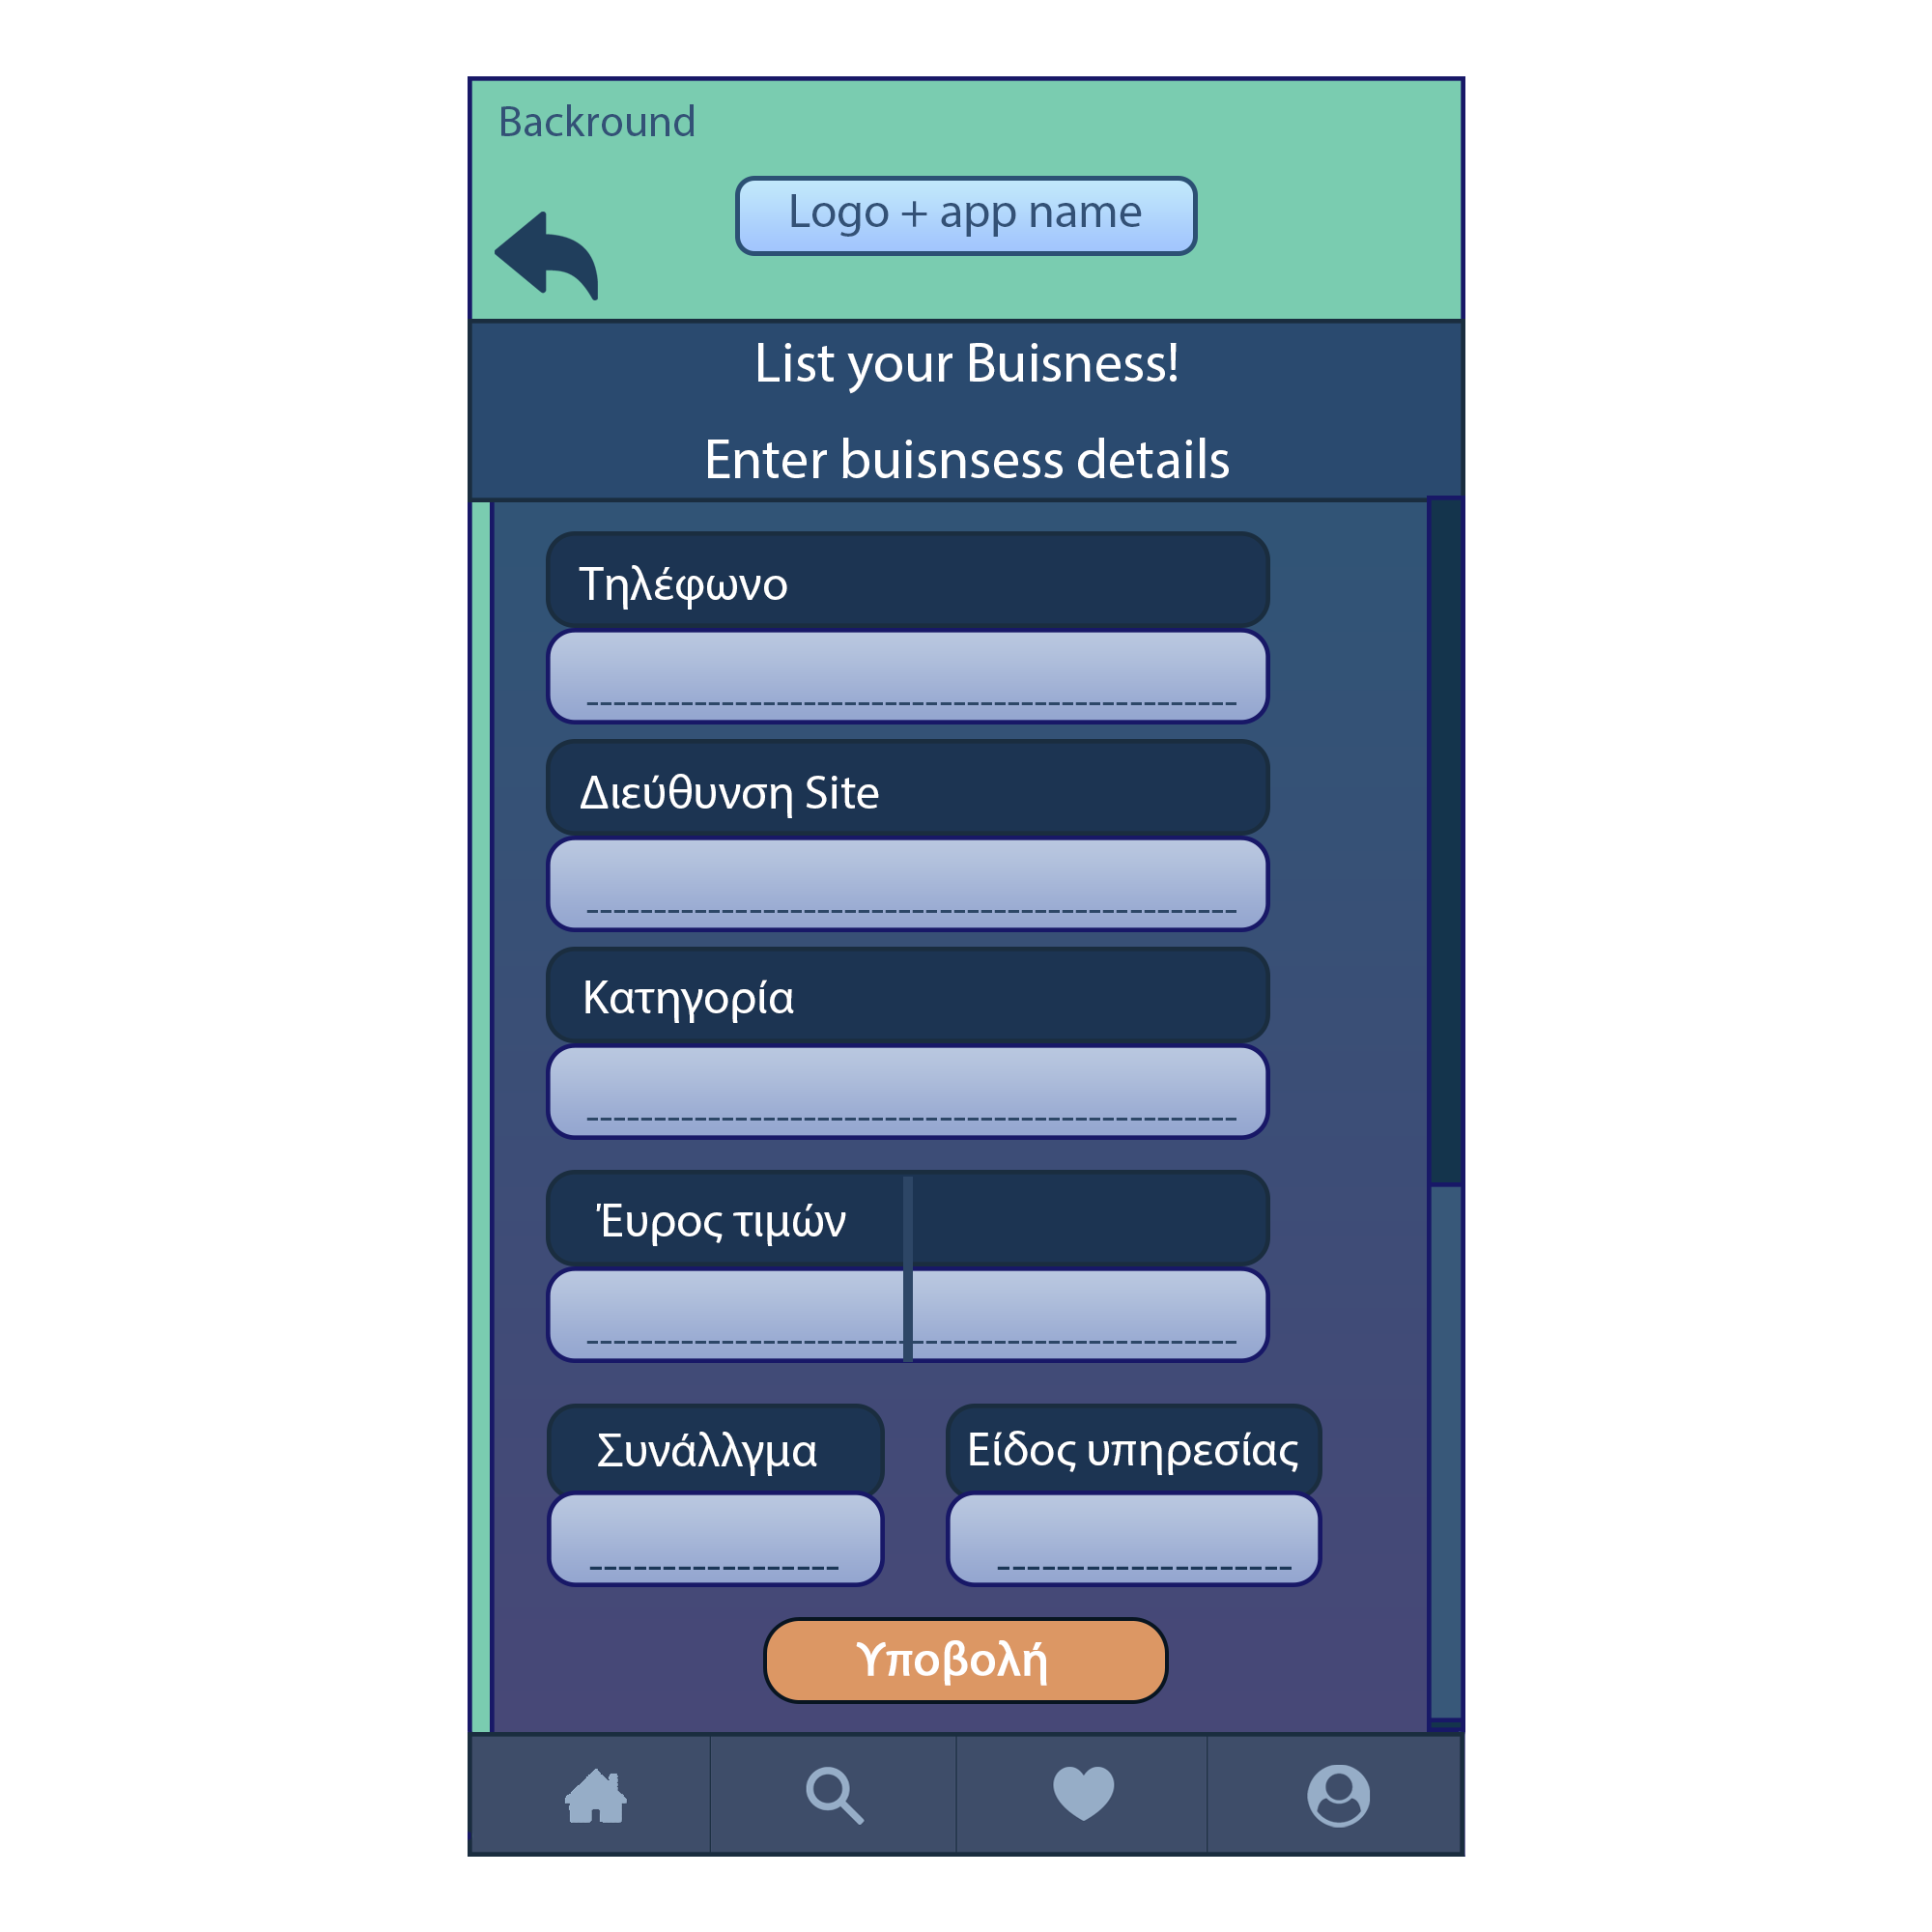 Backround
Logo + app name
List your Buisness!
Enter buisnsess details
Τηλέφωνο
Διεύθυνση Site
Κατηγορία
Έυρος τιμών
Συνάλλγμα
Είδος υπηρεσίας
Υποβολή